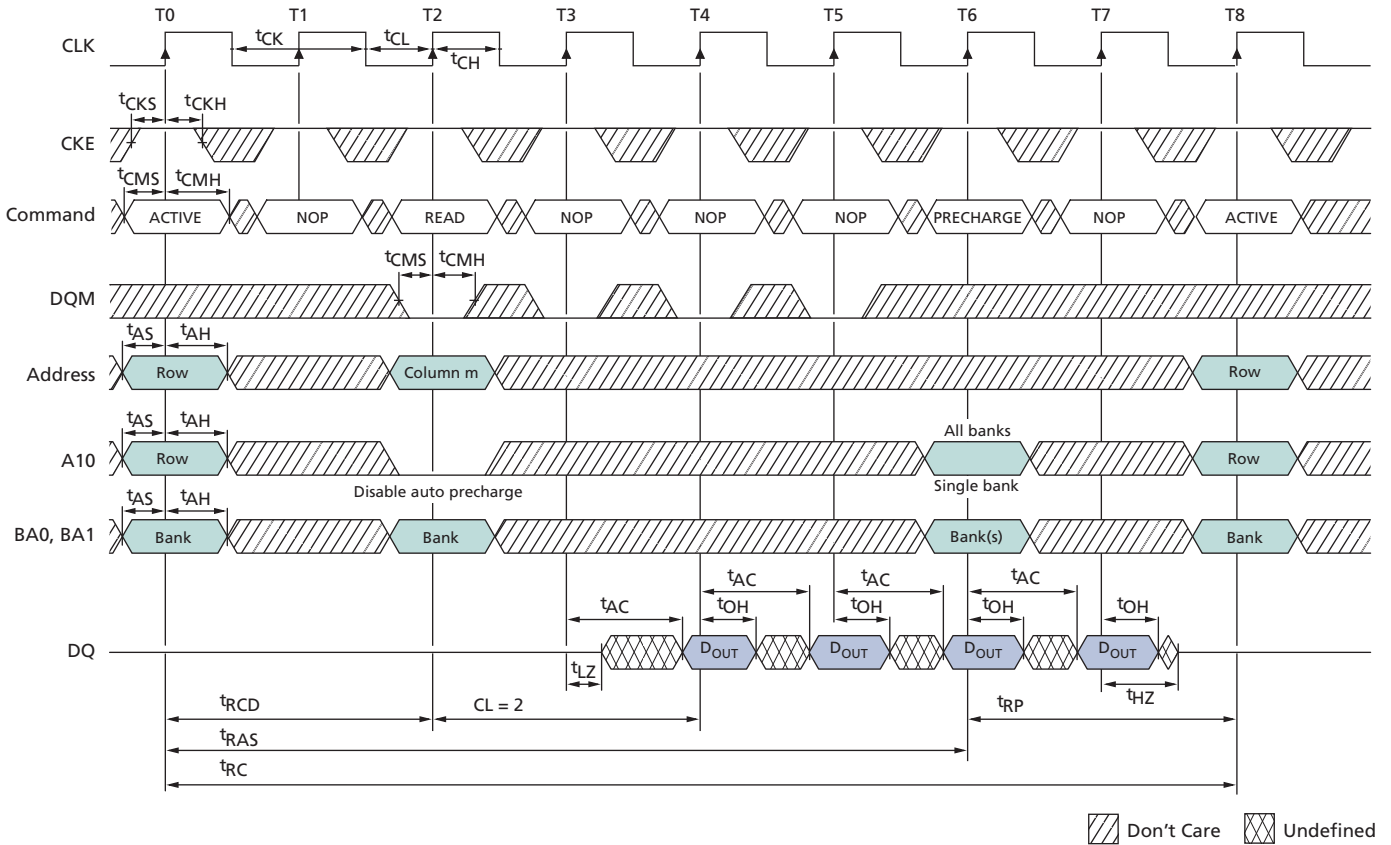 T0 T1 T2 T3 T4 T5 T6 T7 T8
CLK
tCK tCL
tCH
tCKS tCKH
CKE
tCMS tCMH
Command ACTIVE NOP READ NOP NOP NOP PRECHARGE NOP ACTIVE
tCMS tCMH
DQM
tAS tAH
Address Row Column m Row
tAS tAH
All banks
A10 Row Row
Disable auto precharge Single bank
tAS tAH
BA0, BA1 Bank Bank Bank(s) Bank
tAC tAC tAC
tAC tOH tOH tOH tOH
DQ DOUT DOUT DOUT DOUT
tLZ
tHZ
tRCD CL = 2 tRP
tRAS
tRC
Don't Care Undefined